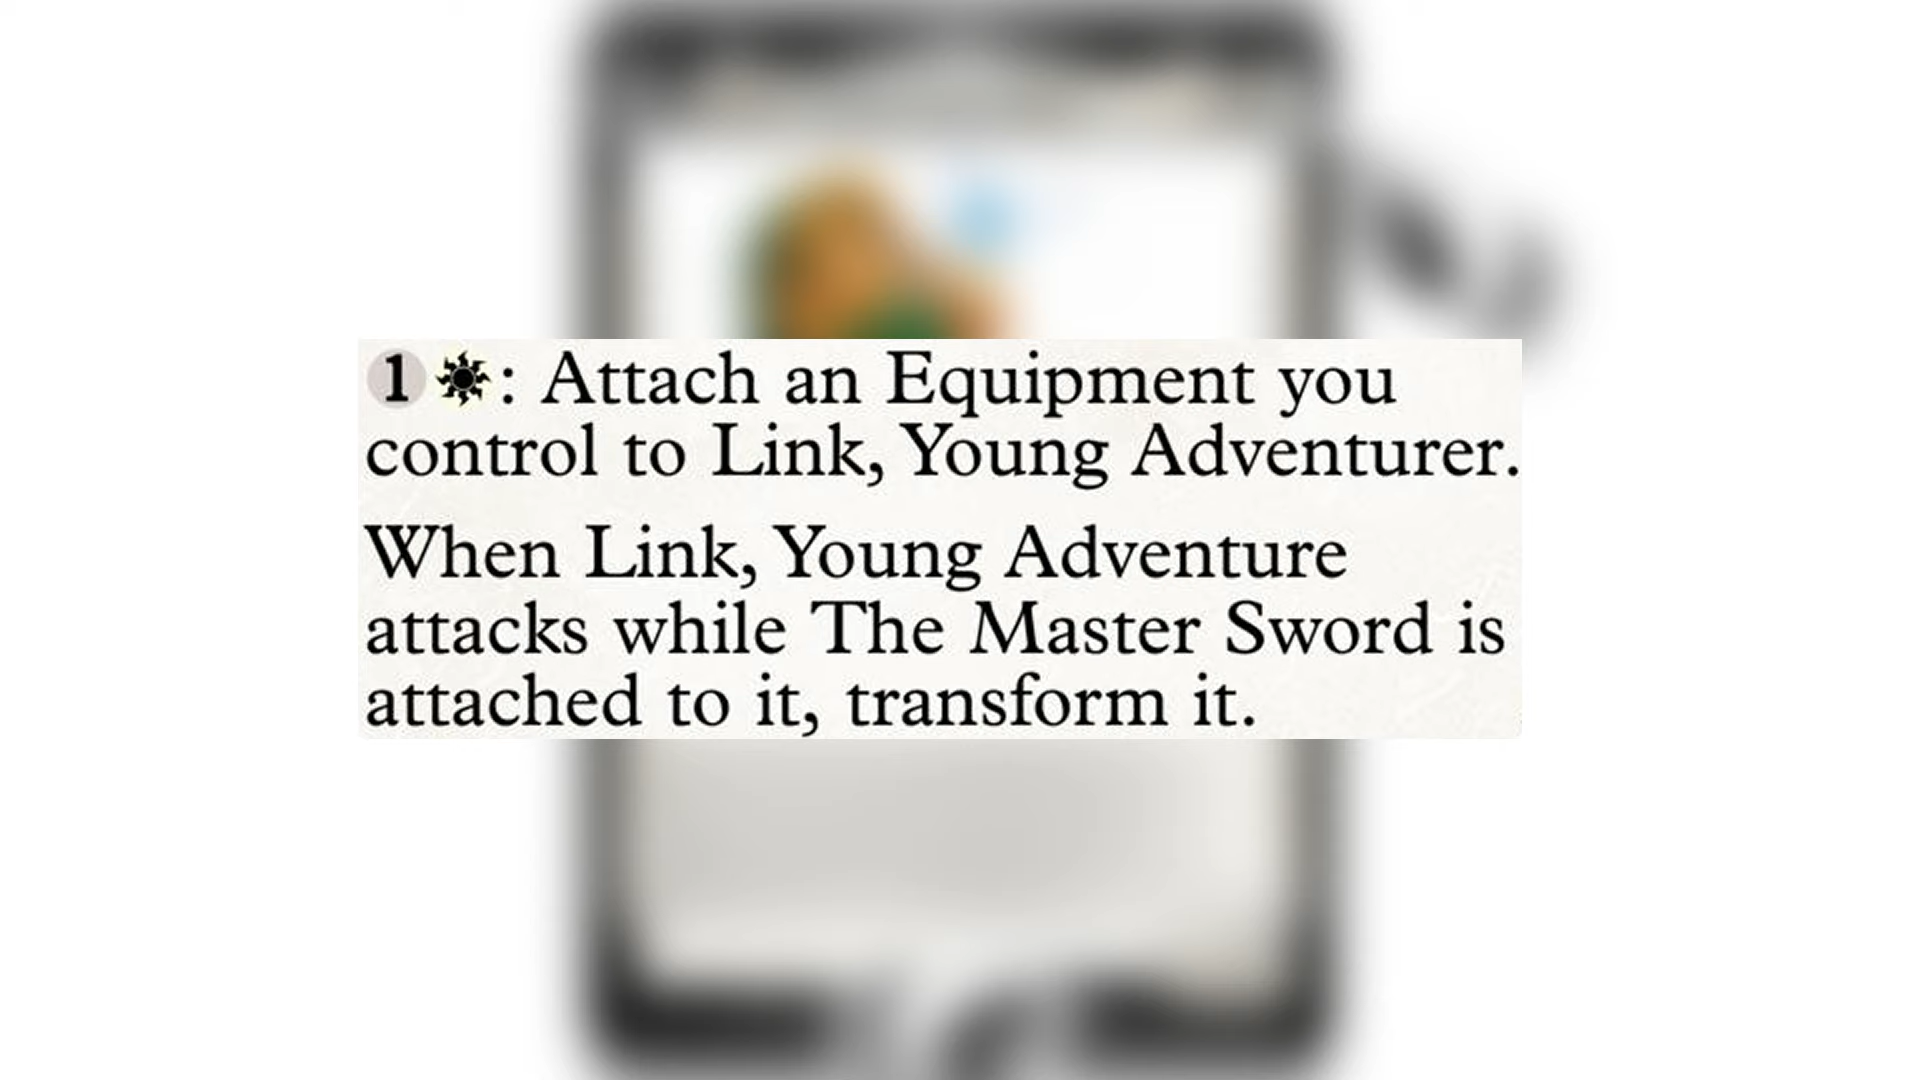 1 : Attach an Equipment you
control to Link, Young Adventurer.
When Link, Young Adventure
attacks while The Master Sword is
attached to it, transform it.